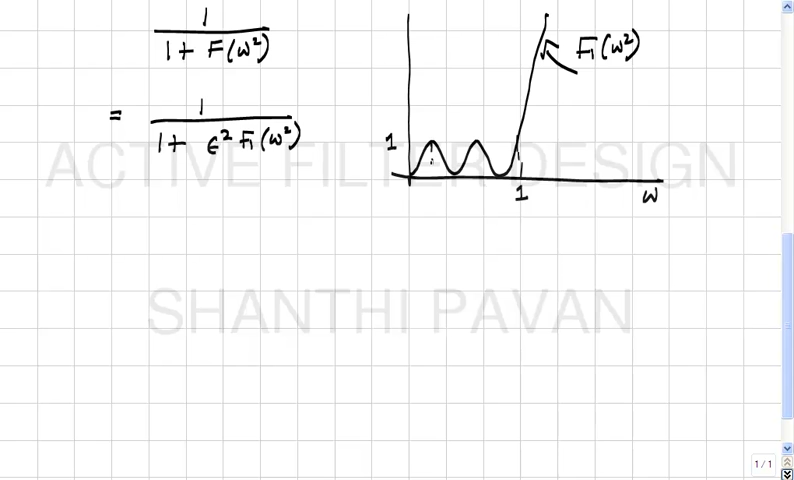 1
1 + F(ω²)
F₁(ω²)
= 1
1 + ϵ² F₁(ω²)
1
ACTIVE FILTER DESIGN
1
ω
SHANTHI PAVAN
1 / 1